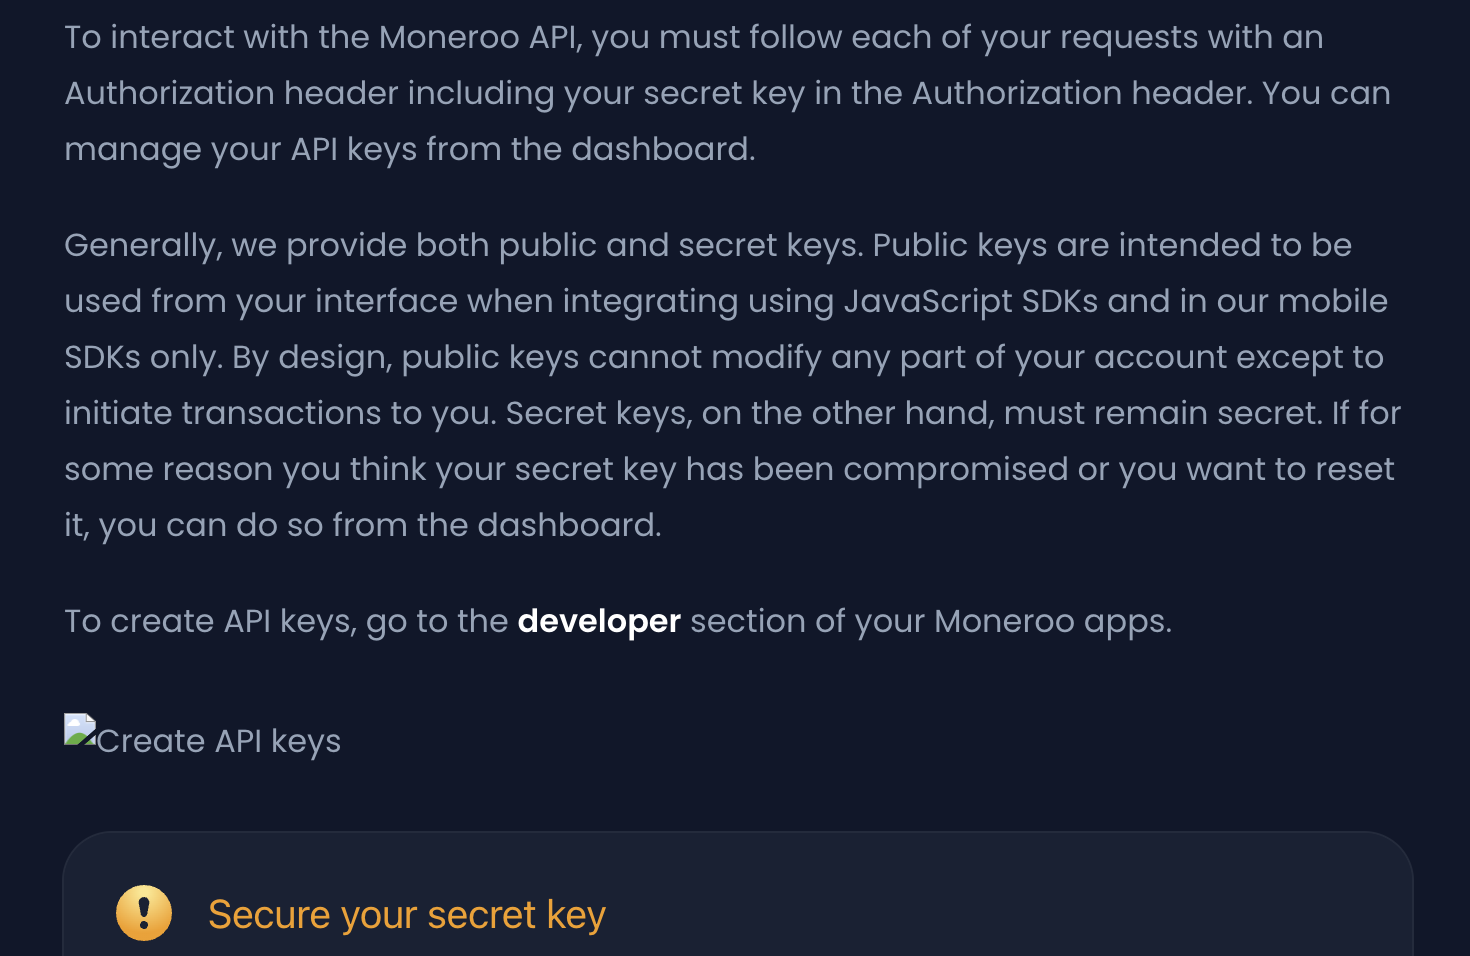 To interact with the Moneroo API, you must follow each of your requests with an
Authorization header including your secret key in the Authorization header. You can
manage your API keys from the dashboard.
Generally, we provide both public and secret keys. Public keys are intended to be
used from your interface when integrating using JavaScript SDKs and in our mobile
SDKs only. By design, public keys cannot modify any part of your account except to
initiate transactions to you. Secret keys, on the other hand, must remain secret. If for
some reason you think your secret key has been compromised or you want to reset
it, you can do so from the dashboard.
To create API keys, go to the developer section of your Moneroo apps.
Create API keys
Secure your secret key